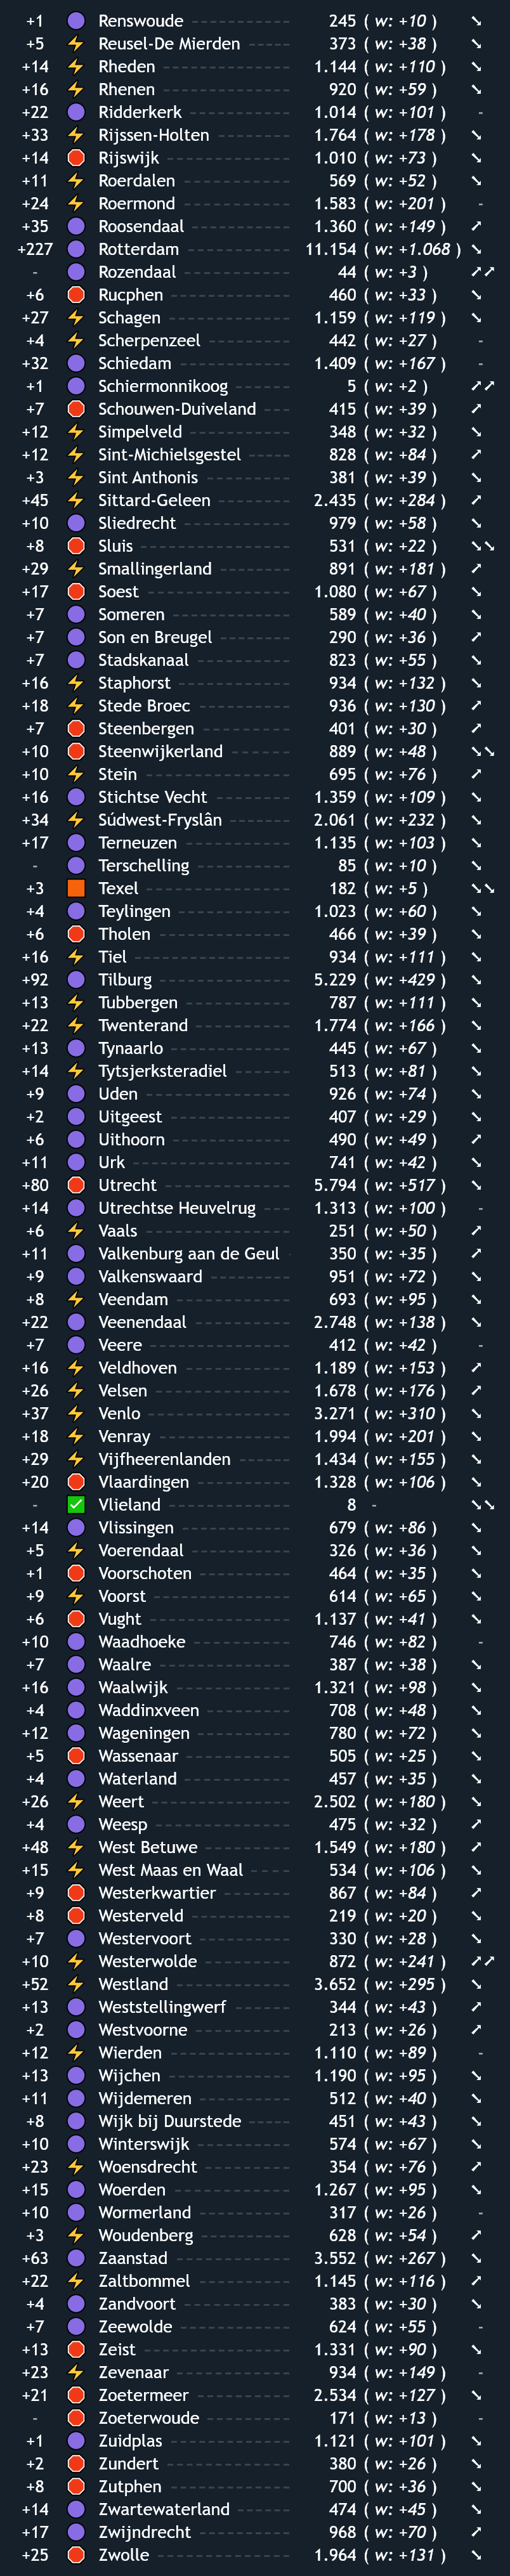 +1 Renswoude 245 ( w: +10 )
+5 Reusel-De Mierden 373 ( w: +38 )
+14 Rheden 1.144 ( w: +110 )
+16 Rhenen 920 ( w: +59 )
+22 Ridderkerk 1.014 ( w: +101 ) -
+33 Rijssen-Holten 1.764 ( w: +178 )
+14 Rijswijk 1.010 ( w: +73 )
+11 Roerdalen 569 ( w: +52 )
+24 Roermond 1.583 ( w: +201 ) -
+35 Roosendaal 1.360 ( w: +149 )
+227 Rotterdam 11.154 ( w: +1.068 )
- Rozendaal 44 ( w: +3 )
+6 Rucphen 460 ( w: +33 )
+27 Schagen 1.159 ( w: +119 )
+4 Scherpenzeel 442 ( w: +27 ) -
+32 Schiedam 1.409 ( w: +167 ) -
+1 Schiermonnikoog 5 ( w: +2 )
+7 Schouwen-Duiveland 415 ( w: +39 )
+12 Simpelveld 348 ( w: +32 )
+12 Sint-Michielsgestel 828 ( w: +84 )
+3 Sint Anthonis 381 ( w: +39 )
+45 Sittard-Geleen 2.435 ( w: +284 )
+10 Sliedrecht 979 ( w: +58 )
+8 Sluis 531 ( w: +22 )
+29 Smallingerland 891 ( w: +181 )
+17 Soest 1.080 ( w: +67 )
+7 Someren 589 ( w: +40 )
+7 Son en Breugel 290 ( w: +36 )
+7 Stadskanaal 823 ( w: +55 )
+16 Staphorst 934 ( w: +132 )
+18 Stede Broec 936 ( w: +130 )
+7 Steenbergen 401 ( w: +30 )
+10 Steenwijkerland 889 ( w: +48 )
+10 Stein 695 ( w: +76 )
+16 Stichtse Vecht 1.359 ( w: +109 )
+34 Súdwest-Fryslân 2.061 ( w: +232 )
+17 Terneuzen 1.135 ( w: +103 )
- Terschelling 85 ( w: +10 )
+3 Texel 182 ( w: +5 )
+4 Teylingen 1.023 ( w: +60 )
+6 Tholen 466 ( w: +39 )
+16 Tiel 934 ( w: +111 )
+92 Tilburg 5.229 ( w: +429 )
+13 Tubbergen 787 ( w: +111 )
+22 Twenterand 1.774 ( w: +166 )
+13 Tynaarlo 445 ( w: +67 )
+14 Tytsjerksteradiel 513 ( w: +81 )
+9 Uden 926 ( w: +74 )
+2 Uitgeest 407 ( w: +29 )
+6 Uithoorn 490 ( w: +49 )
+11 Urk 741 ( w: +42 )
+80 Utrecht 5.794 ( w: +517 )
+14 Utrechtse Heuvelrug 1.313 ( w: +100 ) -
+6 Vaals 251 ( w: +50 )
+11 Valkenburg aan de Geul 350 ( w: +35 )
+9 Valkenswaard 951 ( w: +72 )
+8 Veendam 693 ( w: +95 )
+22 Veenendaal 2.748 ( w: +138 )
+7 Veere 412 ( w: +42 ) -
+16 Veldhoven 1.189 ( w: +153 )
+26 Velsen 1.678 ( w: +176 )
+37 Venlo 3.271 ( w: +310 )
+18 Venray 1.994 ( w: +201 )
+29 Vijfheerenlanden 1.434 ( w: +155 )
+20 Vlaardingen 1.328 ( w: +106 )
- Vlieland 8 -
+14 Vlissingen 679 ( w: +86 )
+5 Voerendaal 326 ( w: +36 )
+1 Voorschoten 464 ( w: +35 )
+9 Voorst 614 ( w: +65 )
+6 Vught 1.137 ( w: +41 )
+10 Waadhoeke 746 ( w: +82 ) -
+7 Waalre 387 ( w: +38 )
+16 Waalwijk 1.321 ( w: +98 )
+4 Waddinxveen 708 ( w: +48 )
+12 Wageningen 780 ( w: +72 )
+5 Wassenaar 505 ( w: +25 )
+4 Waterland 457 ( w: +35 )
+26 Weert 2.502 ( w: +180 )
+4 Weesp 475 ( w: +32 )
+48 West Betuwe 1.549 ( w: +180 )
+15 West Maas en Waal 534 ( w: +106 )
+9 Westerkwartier 867 ( w: +84 )
+8 Westerveld 219 ( w: +20 )
+7 Westervoort 330 ( w: +28 )
+10 Westerwolde 872 ( w: +241 )
+52 Westland 3.652 ( w: +295 )
+13 Weststellingwerf 344 ( w: +43 )
+2 Westvoorne 213 ( w: +26 )
+12 Wierden 1.110 ( w: +89 ) -
+13 Wijchen 1.190 ( w: +95 )
+11 Wijdemeren 512 ( w: +40 )
+8 Wijk bij Duurstede 451 ( w: +43 )
+10 Winterswijk 574 ( w: +67 )
+23 Woensdrecht 354 ( w: +76 )
+15 Woerden 1.267 ( w: +95 )
+10 Wormerland 317 ( w: +26 ) -
+3 Woudenberg 628 ( w: +54 )
+63 Zaanstad 3.552 ( w: +267 )
+22 Zaltbommel 1.145 ( w: +116 )
+4 Zandvoort 383 ( w: +30 )
+7 Zeewolde 624 ( w: +55 ) -
+13 Zeist 1.331 ( w: +90 )
+23 Zevenaar 934 ( w: +149 ) -
+21 Zoetermeer 2.534 ( w: +127 )
- Zoeterwoude 171 ( w: +13 ) -
+1 Zuidplas 1.121 ( w: +101 )
+2 Zundert 380 ( w: +26 )
+8 Zutphen 700 ( w: +36 )
+14 Zwartewaterland 474 ( w: +45 )
+17 Zwijndrecht 968 ( w: +70 )
+25 Zwolle 1.964 ( w: +131 )